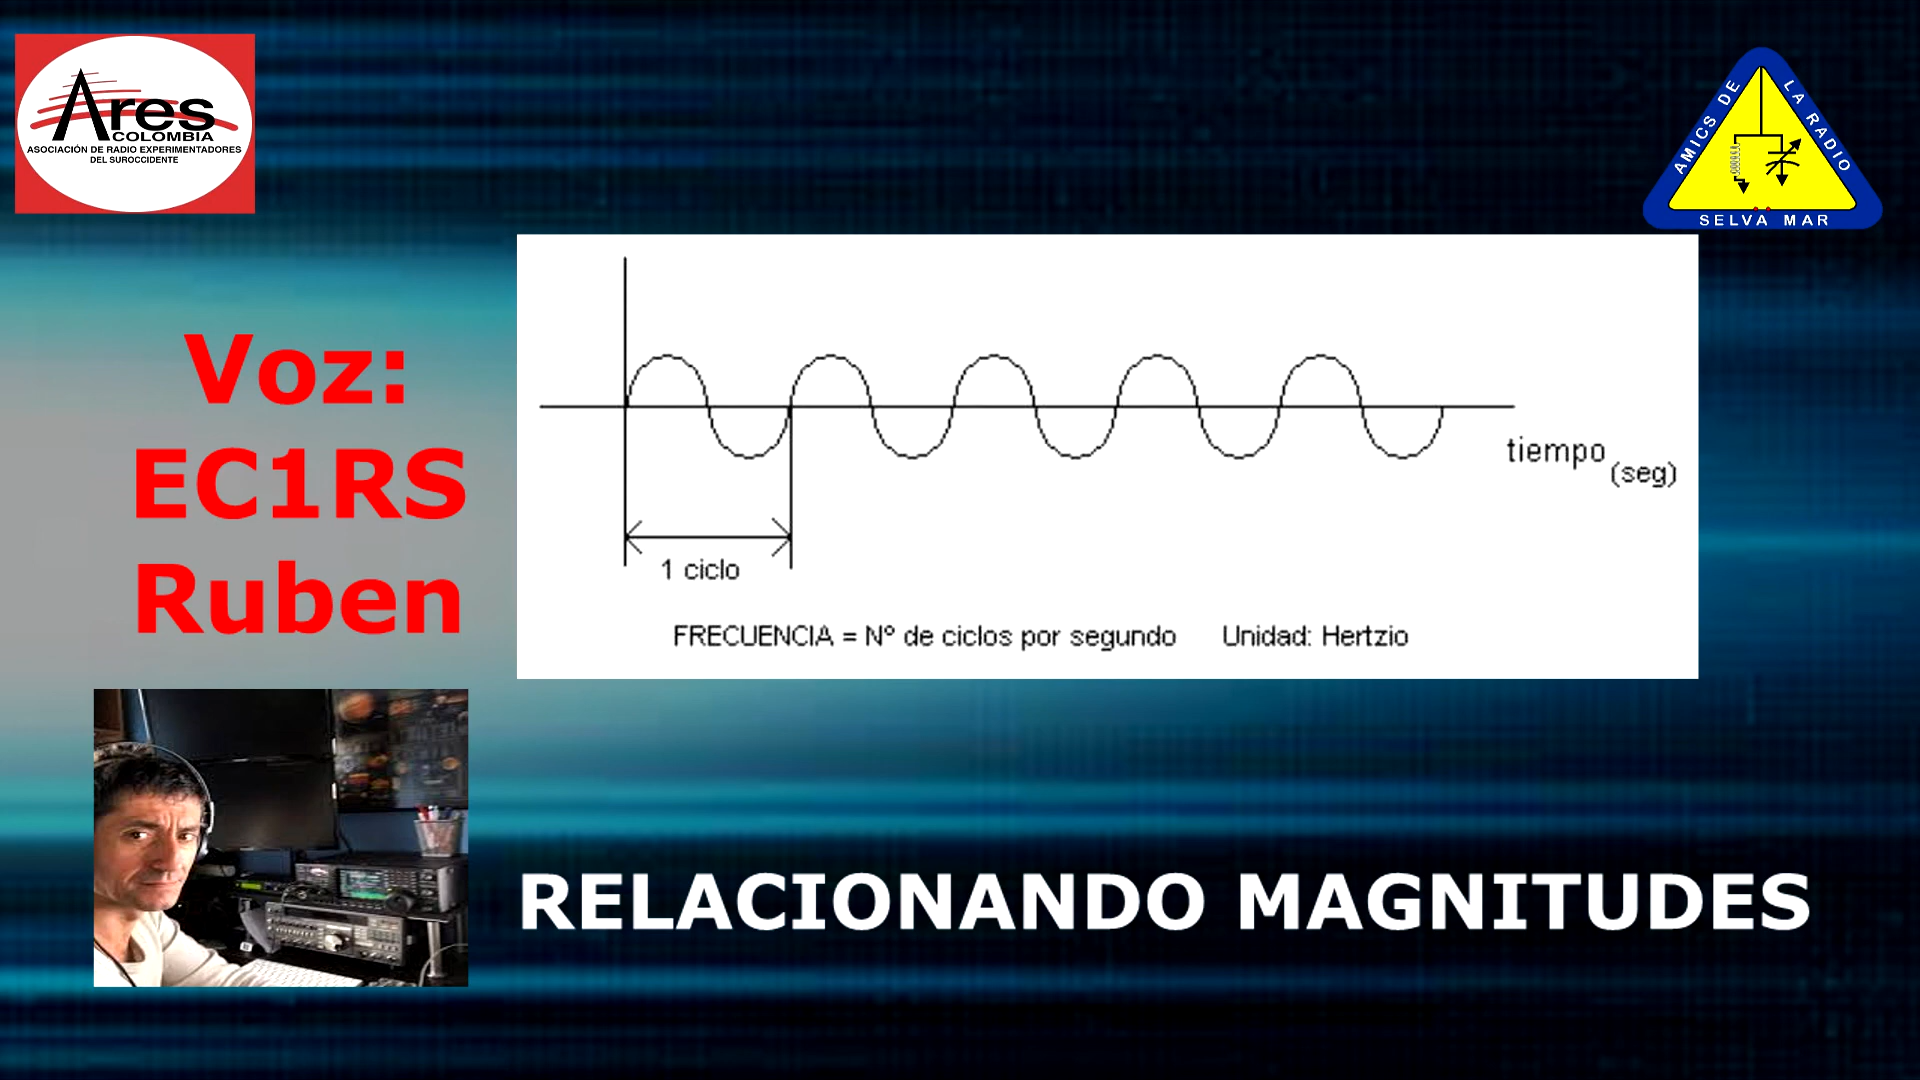 Ares
COLOMBIA
ASOCIACIÓN DE RADIO EXPERIMENTADORES
DEL SUROCCIDENTE
AMICS DE LA RADIO
SELVA MAR
Voz:
EC1RS
Ruben
tiempo (seg)
1 ciclo
FRECUENCIA = Nº de ciclos por segundo Unidad: Hertzio
RELACIONANDO MAGNITUDES